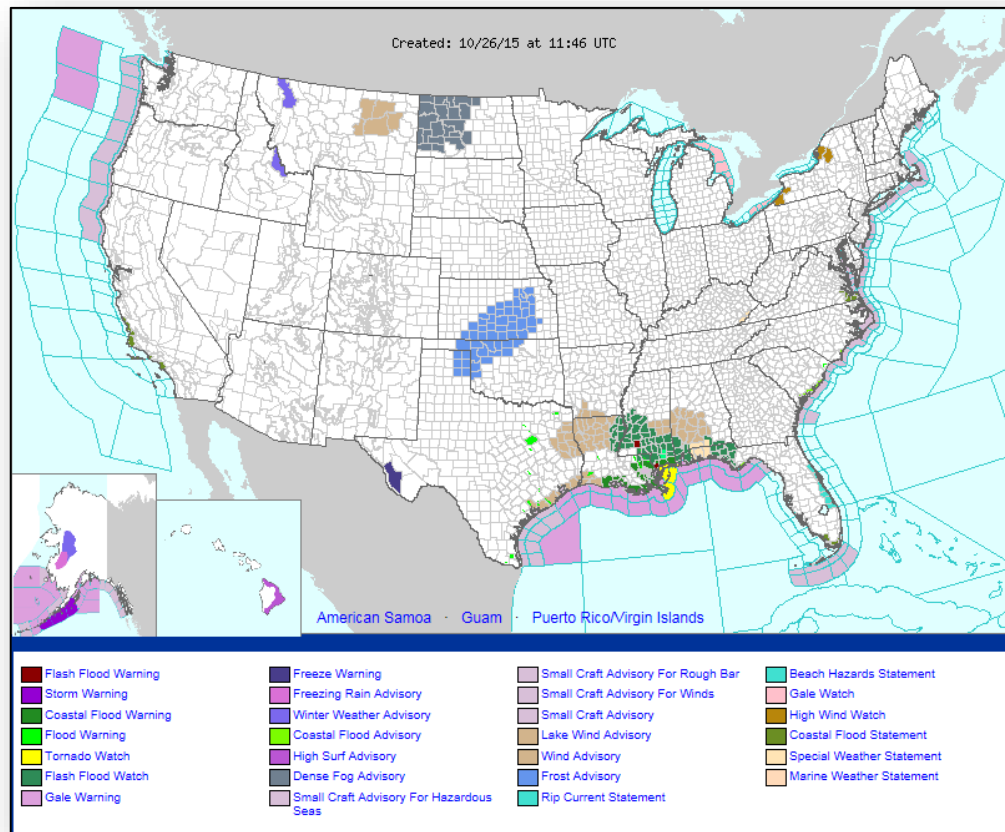 Created: 10/26/15 at 11:46 UTC
American Samoa · Guam · Puerto Rico/Virgin Islands
Flash Flood Warning
Storm Warning
Coastal Flood Warning
Flood Warning
Tornado Watch
Flash Flood Watch
Gale Warning
Freeze Warning
Freezing Rain Advisory
Winter Weather Advisory
Coastal Flood Advisory
High Surf Advisory
Dense Fog Advisory
Small Craft Advisory For Hazardous
Seas
Small Craft Advisory For Rough Bar
Small Craft Advisory For Winds
Small Craft Advisory
Lake Wind Advisory
Wind Advisory
Frost Advisory
Rip Current Statement
Beach Hazards Statement
Gale Watch
High Wind Watch
Coastal Flood Statement
Special Weather Statement
Marine Weather Statement